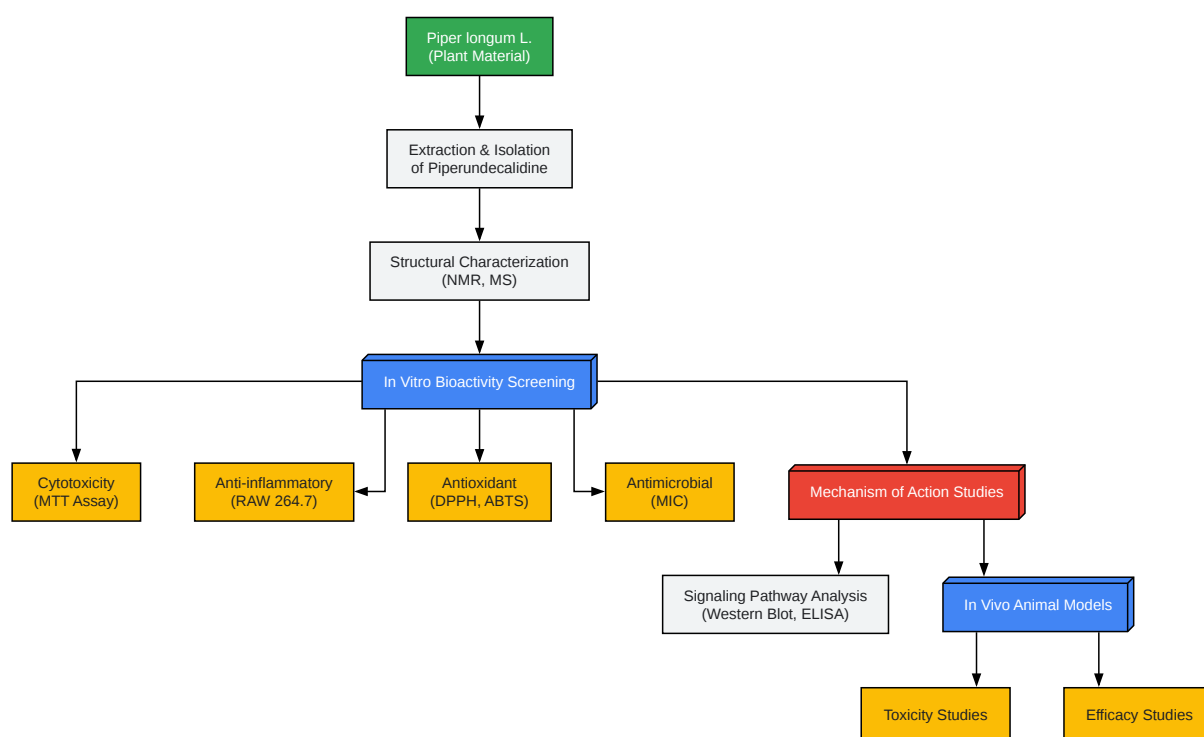 Piper longum L.
(Plant Material)
Extraction & Isolation
of Piperundecalidine
Structural Characterization
(NMR, MS)
In Vitro Bioactivity Screening
Cytotoxicity
(MTT Assay)
Anti-inflammatory
(RAW 264.7)
Antioxidant
(DPPH, ABTS)
Antimicrobial
(MIC)
Mechanism of Action Studies
Signaling Pathway Analysis
(Western Blot, ELISA)
In Vivo Animal Models
Toxicity Studies
Efficacy Studies